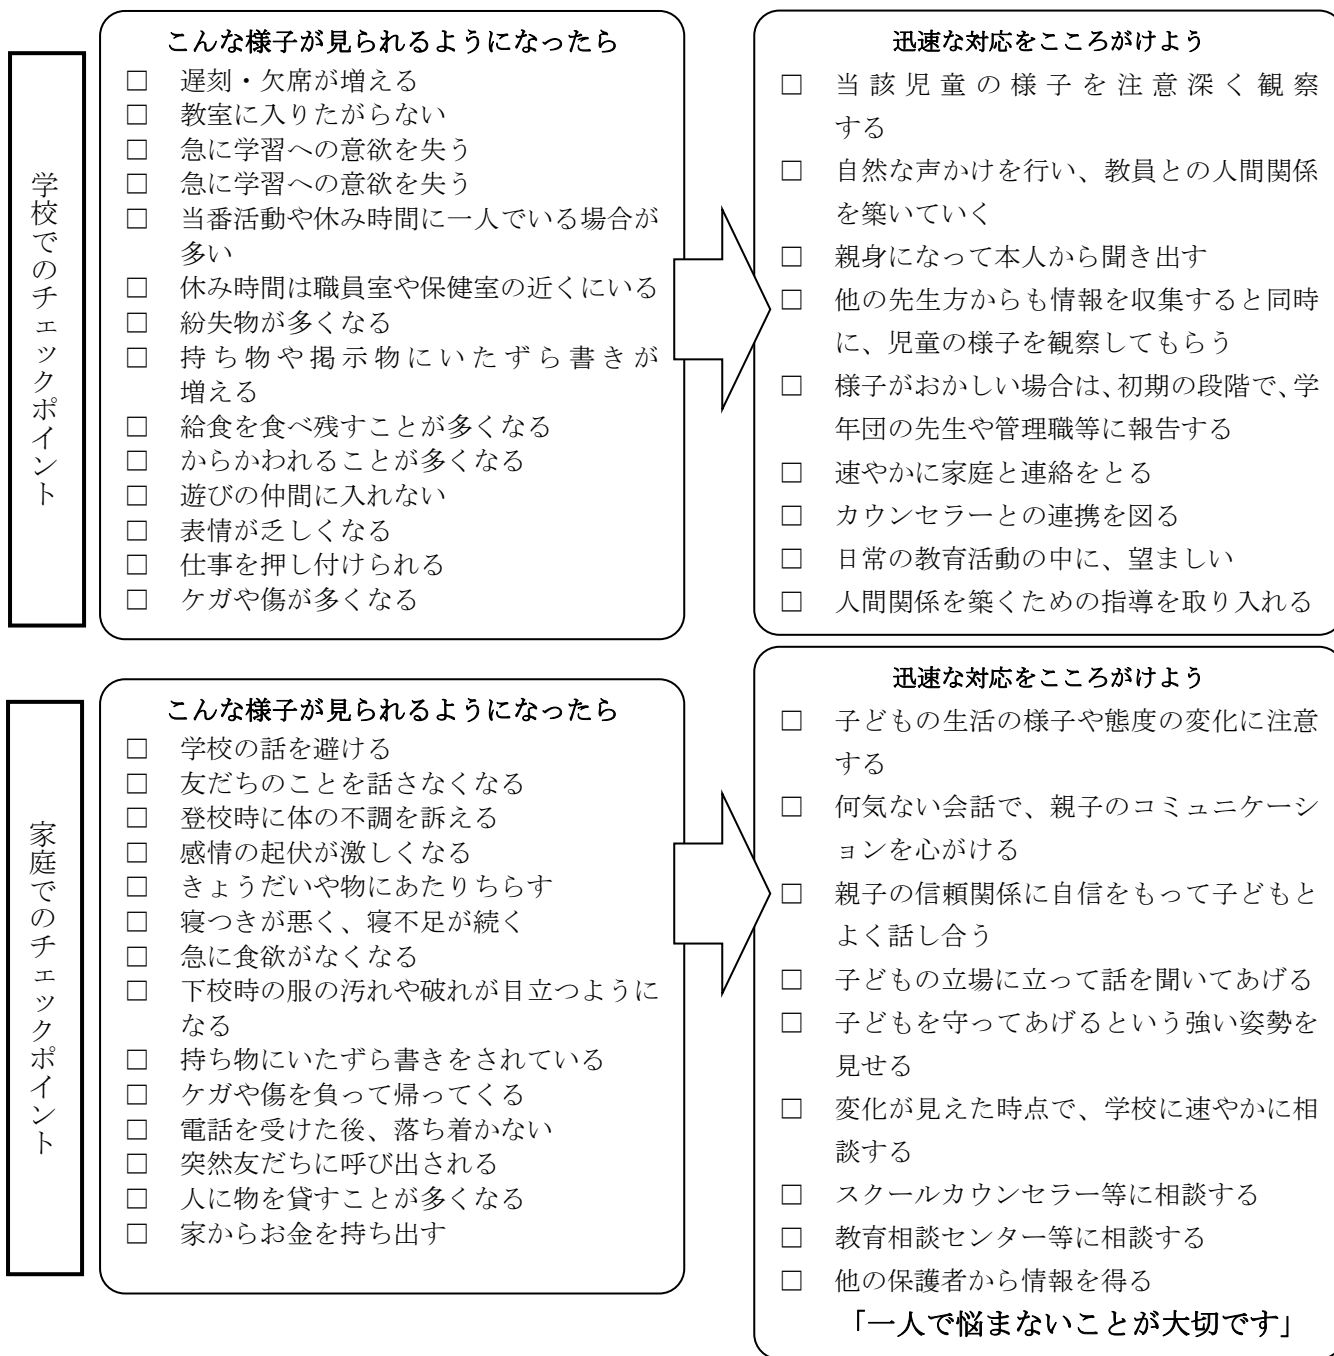 学校でのチェックポイント
こんな様子が見られるようになったら
□ 遅刻・欠席が増える
□ 教室に入りたがらない
□ 急に学習への意欲を失う
□ 急に学習への意欲を失う
□ 当番活動や休み時間に一人でいる場合が
多い
□ 休み時間は職員室や保健室の近くにいる
□ 紛失物が多くなる
□ 持ち物や掲示物にいたずら書きが
増える
□ 給食を食べ残すことが多くなる
□ からかわれることが多くなる
□ 遊びの仲間に入れない
□ 表情が乏しくなる
□ 仕事を押し付けられる
□ ケガや傷が多くなる
迅速な対応をこころがけよう
□ 当該児童の様子を注意深く観察
する
□ 自然な声かけを行い、教員との人間関係
を築いていく
□ 親身になって本人から聞き出す
□ 他の先生方からも情報を収集すると同時
に、児童の様子を観察してもらう
□ 様子がおかしい場合は、初期の段階で、学
年団の先生や管理職等に報告する
□ 速やかに家庭と連絡をとる
□ カウンセラーとの連携を図る
□ 日常の教育活動の中に、望ましい
□ 人間関係を築くための指導を取り入れる
家庭でのチェックポイント
こんな様子が見られるようになったら
□ 学校の話を避ける
□ 友だちのことを話さなくなる
□ 登校時に体の不調を訴える
□ 感情の起伏が激しくなる
□ きょうだいや物にあたりちらす
□ 寝つきが悪く、寝不足が続く
□ 急に食欲がなくなる
□ 下校時の服の汚れや破れが目立つように
なる
□ 持ち物にいたずら書きをされている
□ ケガや傷を負って帰ってくる
□ 電話を受けた後、落ち着かない
□ 突然友だちに呼び出される
□ 人に物を貸すことが多くなる
□ 家からお金を持ち出す
迅速な対応をこころがけよう
□ 子どもの生活の様子や態度の変化に注意
する
□ 何気ない会話で、親子のコミュニケーシ
ョンを心がける
□ 親子の信頼関係に自信をもって子どもと
よく話し合う
□ 子どもの立場に立って話を聞いてあげる
□ 子どもを守ってあげるという強い姿勢を
見せる
□ 変化が見えた時点で、学校に速やかに相
談する
□ スクールカウンセラー等に相談する
□ 教育相談センター等に相談する
□ 他の保護者から情報を得る
「一人で悩まないことが大切です」